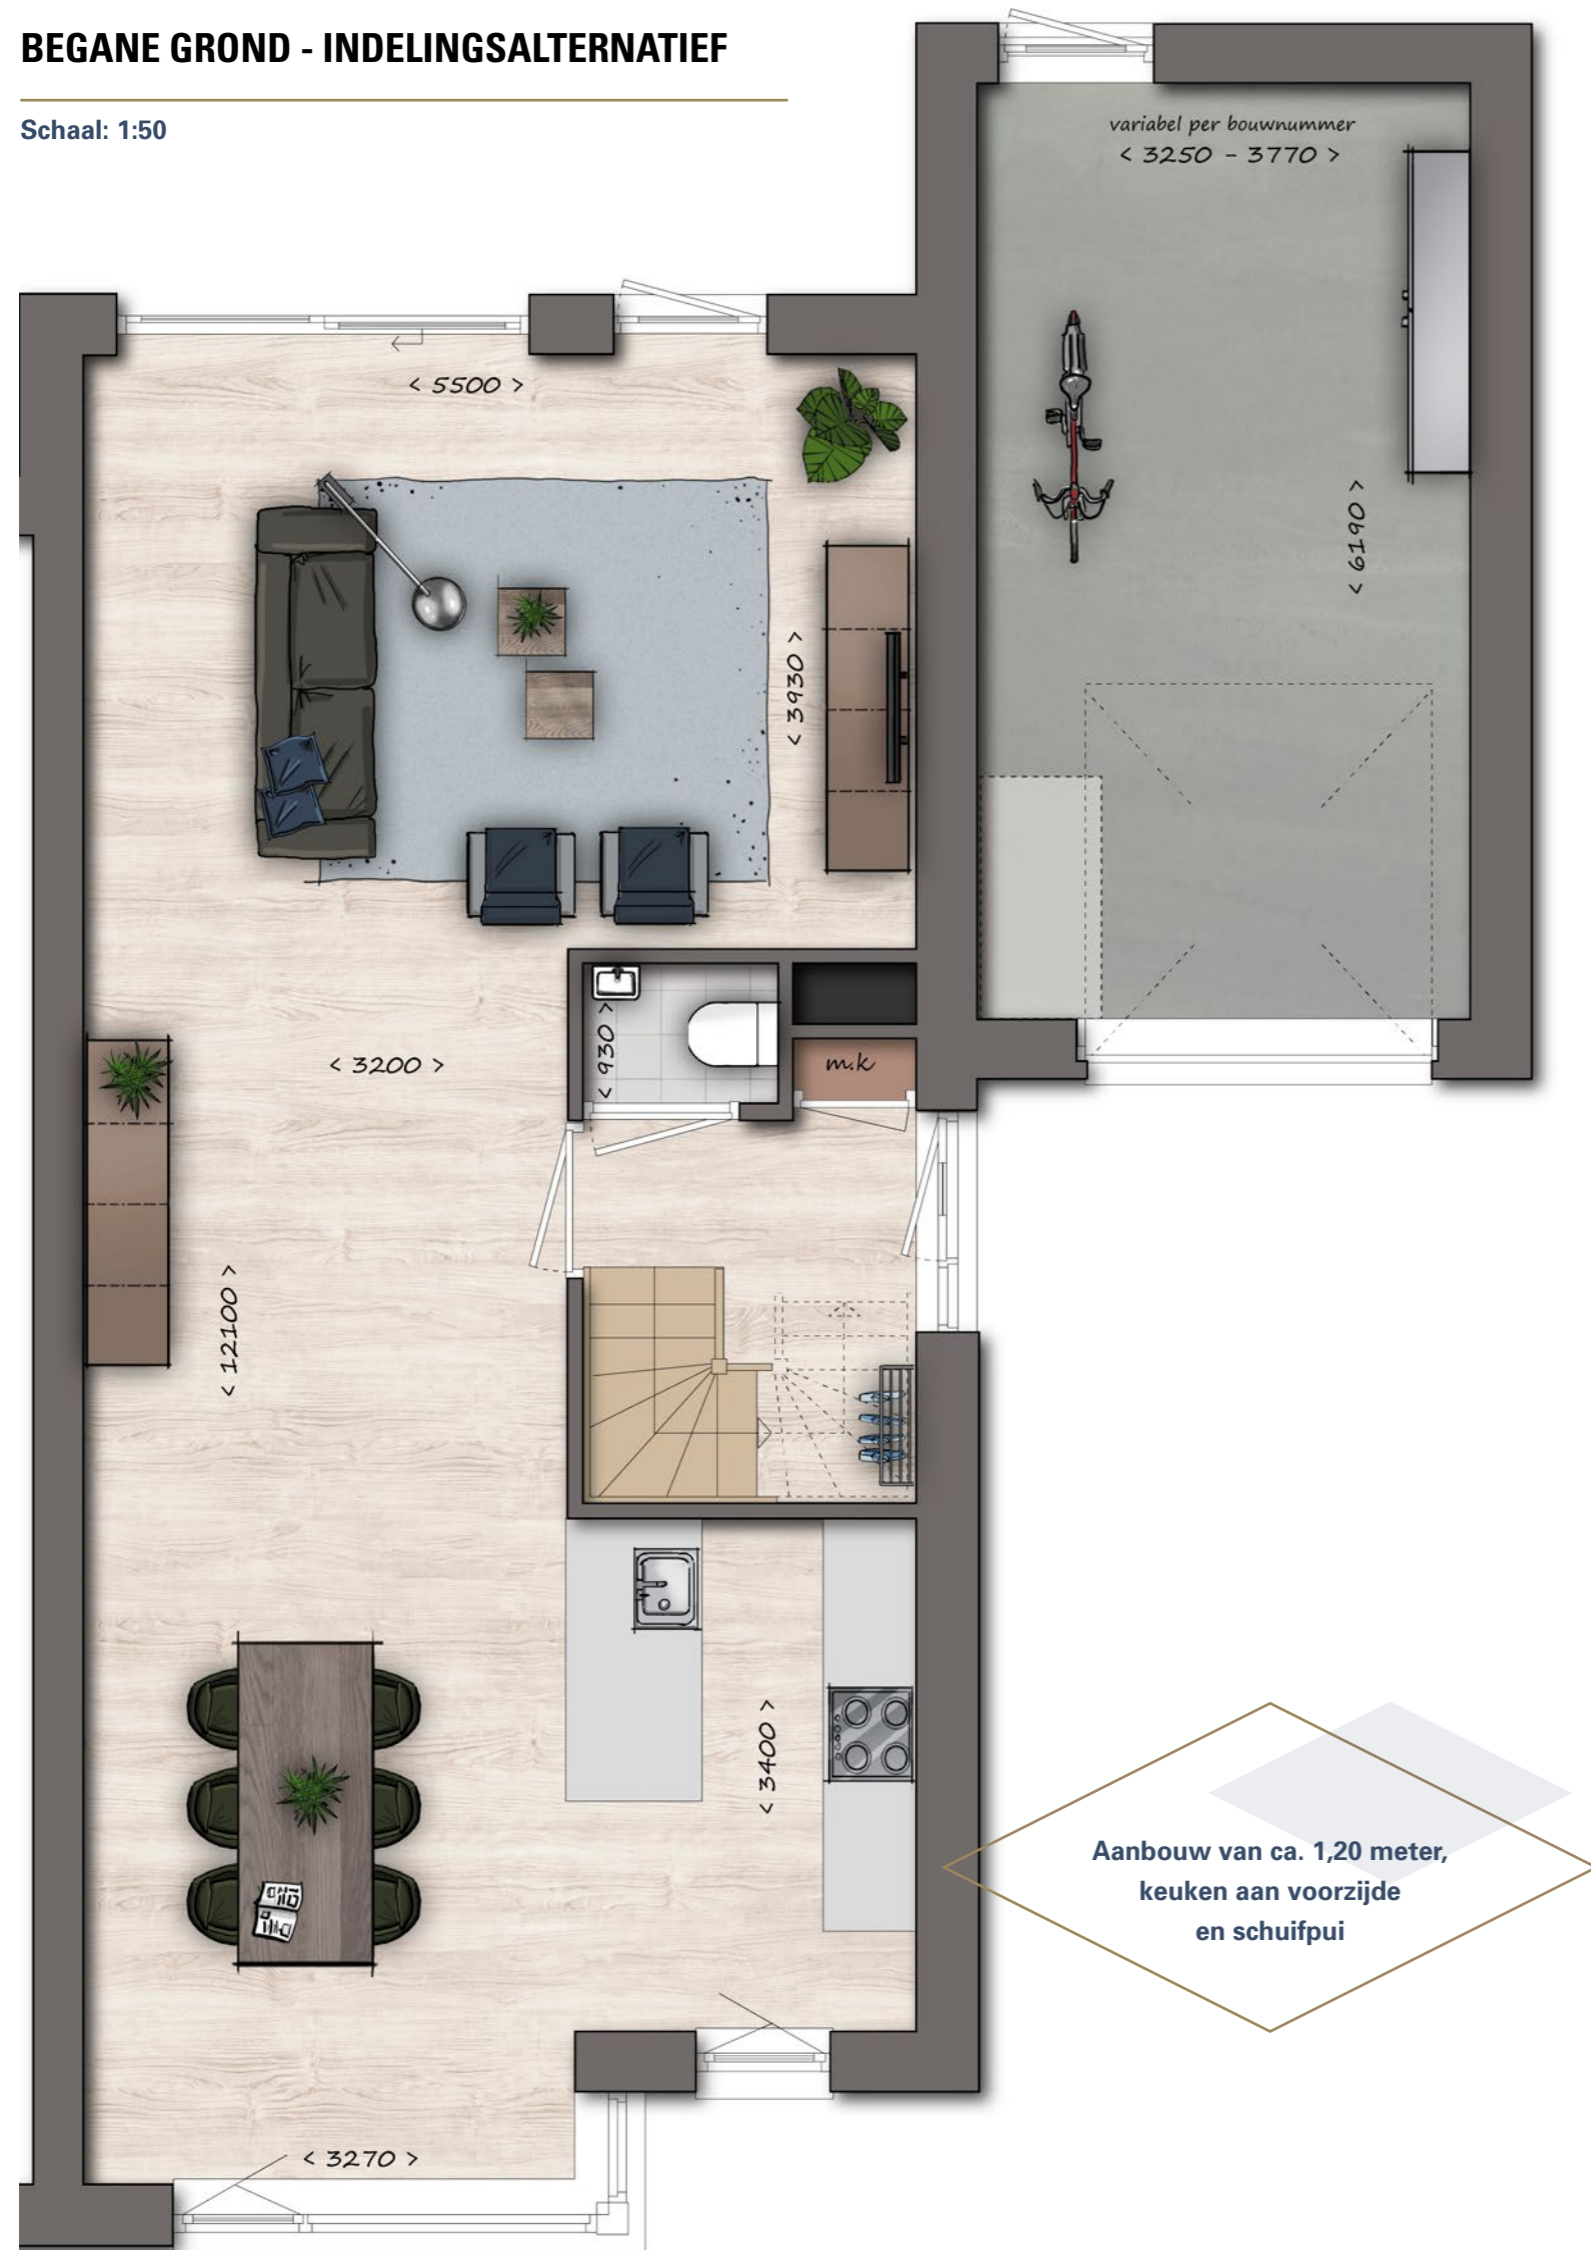 BEGANE GROND - INDELINGSALTERNATIEF
Schaal: 1:50
variabel per bouwnummer
< 3250 - 3770 >
< 5500 >
< 6190 >
< 3930 >
< 930 >
m.k
< 3200 >
< 12100 >
< 3400 >
Aanbouw van ca. 1,20 meter,
keuken aan voorzijde
en schuifpui
< 3270 >